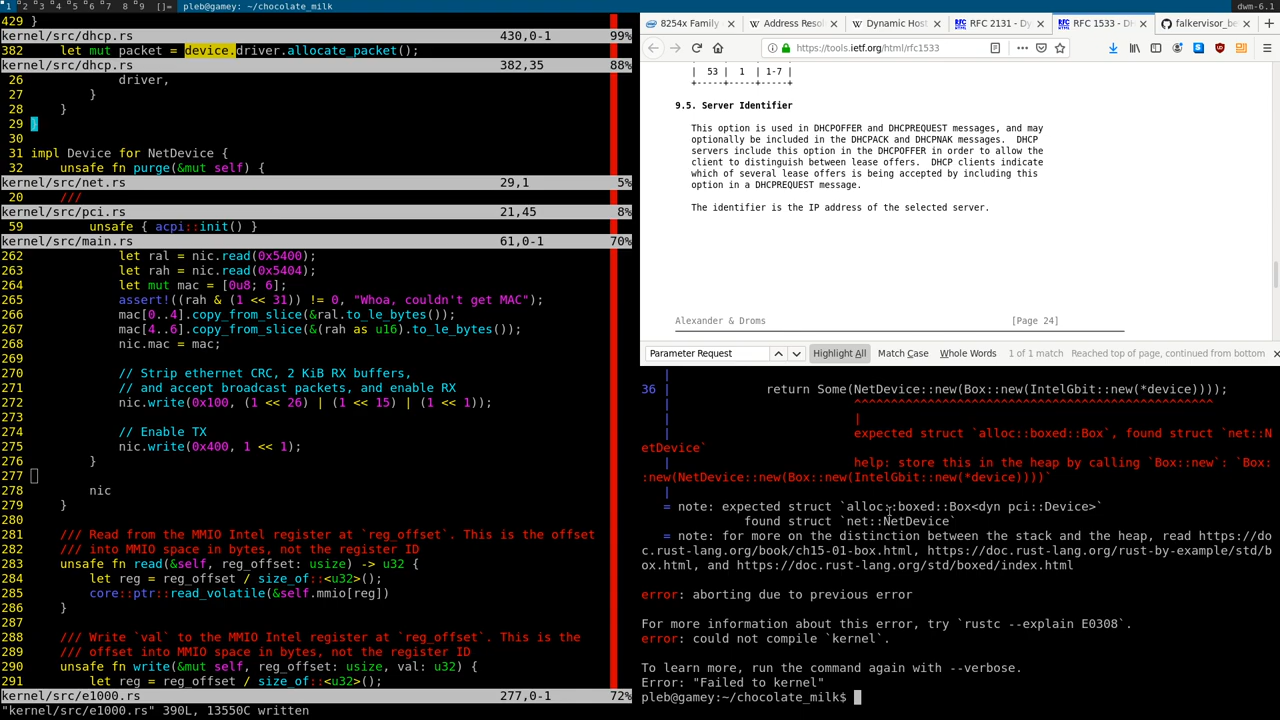 1 2 3 4 5 6 7 8 9 []= pleb@gamey: ~/chocolate_milk dwm-6.1
429 }
kernel/src/dhcp.rs 430,0-1 99%
382 let mut packet = device.driver.allocate_packet();
kernel/src/dhcp.rs 382,35 88%
26 driver,
27 }
28 }
29 }
30
31 impl Device for NetDevice {
32 unsafe fn purge(&mut self) {
kernel/src/net.rs 29,1 5%
20 ///
kernel/src/pci.rs 21,45 8%
59 unsafe { acpi::init() }
kernel/src/main.rs 61,0-1 70%
262 let ral = nic.read(0x5400);
263 let rah = nic.read(0x5404);
264 let mut mac = [0u8; 6];
265 assert!((rah & (1 << 31)) != 0, "Whoa, couldn't get MAC");
266 mac[0..4].copy_from_slice(&ral.to_le_bytes());
267 mac[4..6].copy_from_slice(&(rah as u16).to_le_bytes());
268 nic.mac = mac;
269
270 // Strip ethernet CRC, 2 KiB RX buffers,
271 // and accept broadcast packets, and enable RX
272 nic.write(0x100, (1 << 26) | (1 << 15) | (1 << 1));
273
274 // Enable TX
275 nic.write(0x400, 1 << 1);
276 }
277
278 nic
279 }
280
281 /// Read from the MMIO Intel register at `reg_offset`. This is the offset
282 /// into MMIO space in bytes, not the register ID
283 unsafe fn read(&self, reg_offset: usize) -> u32 {
284 let reg = reg_offset / size_of::<u32>();
285 core::ptr::read_volatile(&self.mmio[reg])
286 }
287
288 /// Write `val` to the MMIO Intel register at `reg_offset`. This is the
289 /// offset into MMIO space in bytes, not the register ID
290 unsafe fn write(&mut self, reg_offset: usize, val: u32) {
291 let reg = reg_offset / size_of::<u32>();
kernel/src/e1000.rs 277,0-1 72%
"kernel/src/e1000.rs" 390L, 13550C written
8254x Family Address Resol Dynamic Host RFC 2131 - Dy RFC 1533 - DH falkervisor_be
https://tools.ietf.org/html/rfc1533
| 53 | 1 | 1-7 |
+-----+-----+-----+
9.5. Server Identifier
This option is used in DHCPOFFER and DHCPREQUEST messages, and may
optionally be included in the DHCPACK and DHCPNAK messages. DHCP
servers include this option in the DHCPOFFER in order to allow the
client to distinguish between lease offers. DHCP clients indicate
which of several lease offers is being accepted by including this
option in a DHCPREQUEST message.
The identifier is the IP address of the selected server.
Alexander & Droms [Page 24]
Parameter Request Highlight All Match Case Whole Words 1 of 1 match Reached top of page, continued from bottom
|
36 | return Some(NetDevice::new(Box::new(IntelGbit::new(*device))));
| ^^^^^^^^^^^^^^^^^^^^^^^^^^^^^^^^^^^^^^^^^^^^^^^^^
| |
| expected struct `alloc::boxed::Box`, found struct `net::N
etDevice`
| help: store this in the heap by calling `Box::new`: `Box:
:new(NetDevice::new(Box::new(IntelGbit::new(*device))))`
|
= note: expected struct `alloc::boxed::Box<dyn pci::Device>`
found struct `net::NetDevice`
= note: for more on the distinction between the stack and the heap, read https://do
c.rust-lang.org/book/ch15-01-box.html, https://doc.rust-lang.org/rust-by-example/std/b
ox.html, and https://doc.rust-lang.org/std/boxed/index.html
error: aborting due to previous error
For more information about this error, try `rustc --explain E0308`.
error: could not compile `kernel`.
To learn more, run the command again with --verbose.
Error: "Failed to kernel"
pleb@gamey:~/chocolate_milk$